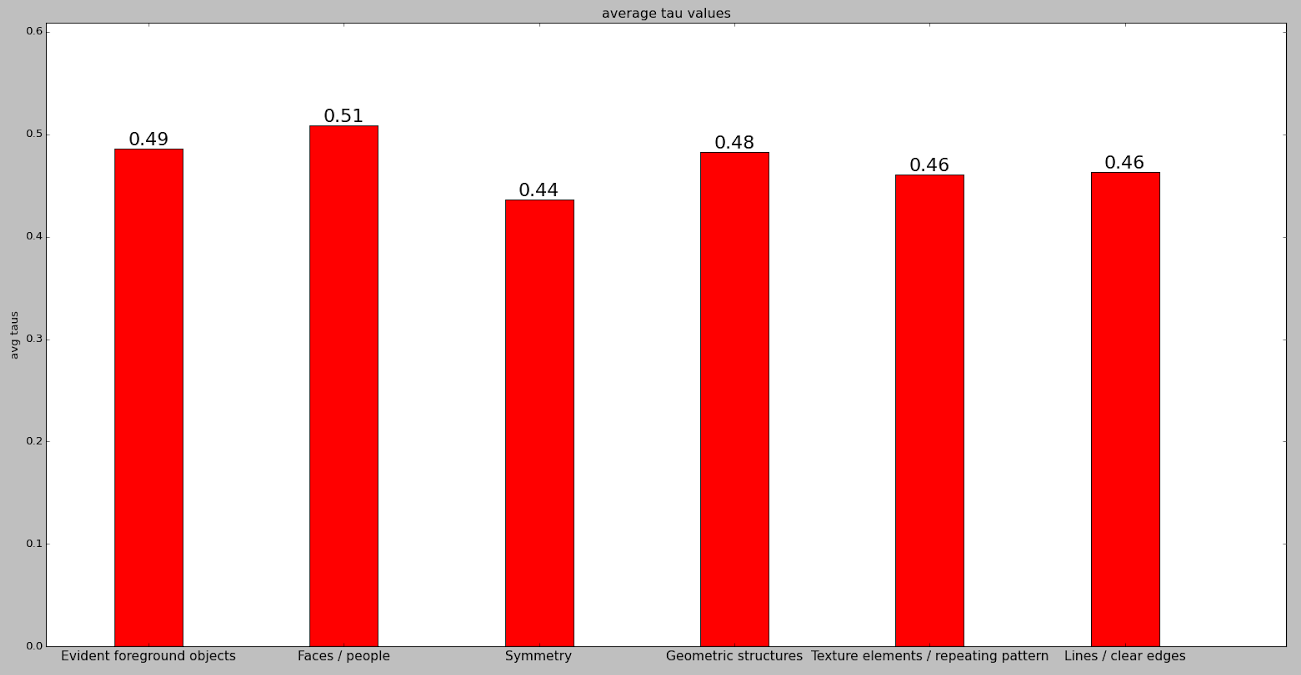 average tau values
avg taus
0.6
0.5
0.4
0.3
0.2
0.1
0.0
0.49
0.51
0.44
0.48
0.46
0.46
Evident foreground objects
Faces / people
Symmetry
Geometric structures
Texture elements / repeating pattern
Lines / clear edges